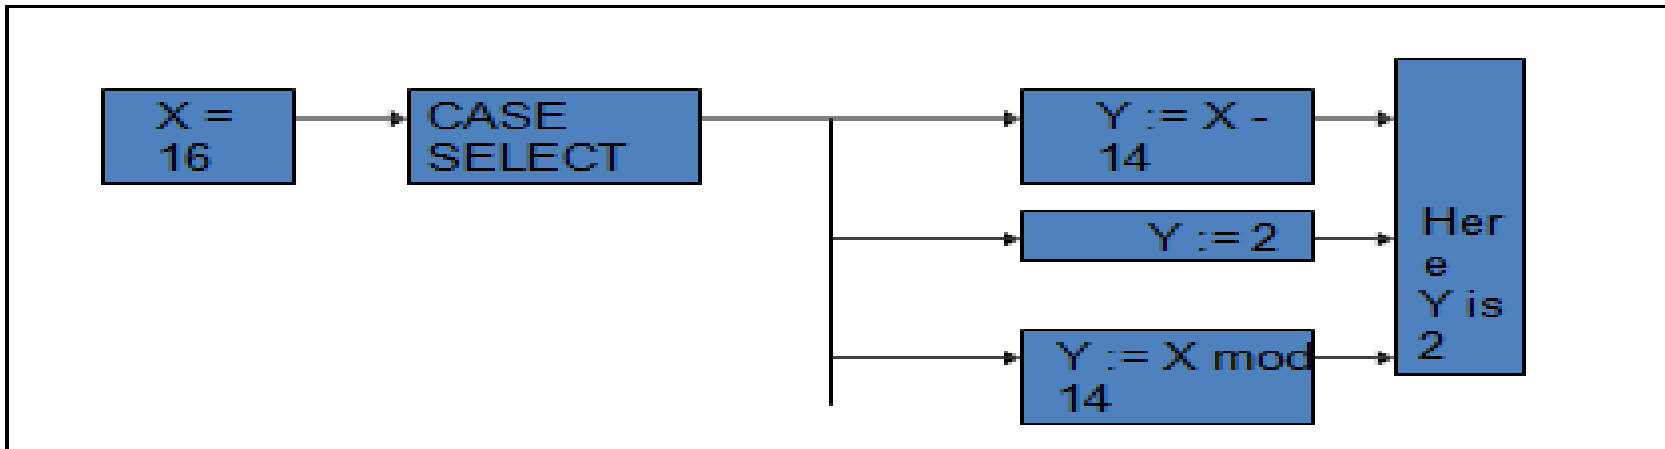 X =
16
CASE
SELECT
Y := X -
14
Y := 2
Y := X mod
14
Her
e
Y is
2